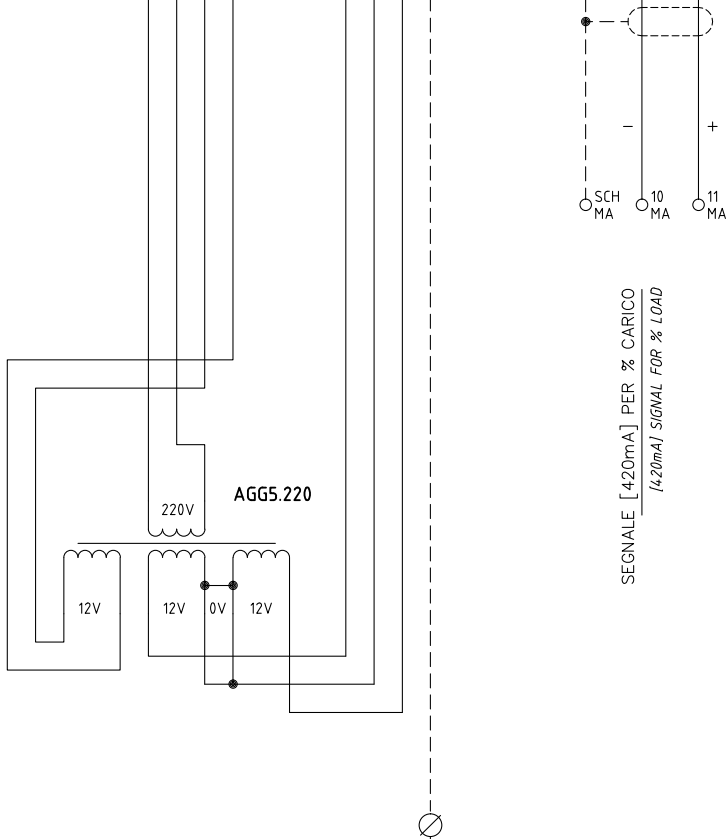 -
+
SCH
MA
10
MA
11
MA
SEGNALE [420mA] PER % CARICO
[420mA] SIGNAL FOR % LOAD
AGG5.220
220V
12V
12V
0V
12V